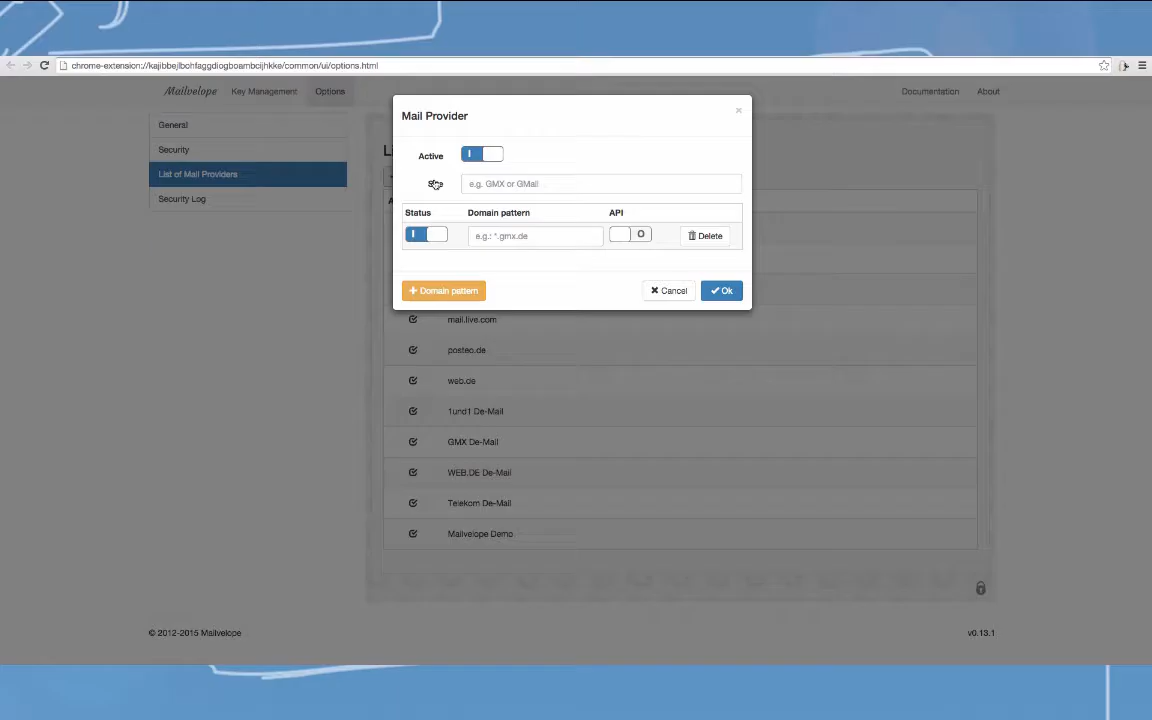 chrome-extension://kajibbejlbohfaggdiogboambcijhkke/common/ui/options.html
Mailvelope Key Management Options Documentation About
General
Security
List of Mail Providers
Security Log
Mail Provider ×
Active I
e.g. GMX or GMail
Status Domain pattern API
I e.g.: *.gmx.de O Delete
+ Domain pattern Cancel Ok
mail.live.com
posteo.de
web.de
1und1 De-Mail
GMX De-Mail
WEB.DE De-Mail
Telekom De-Mail
Mailvelope Demo
© 2012-2015 Mailvelope v0.13.1